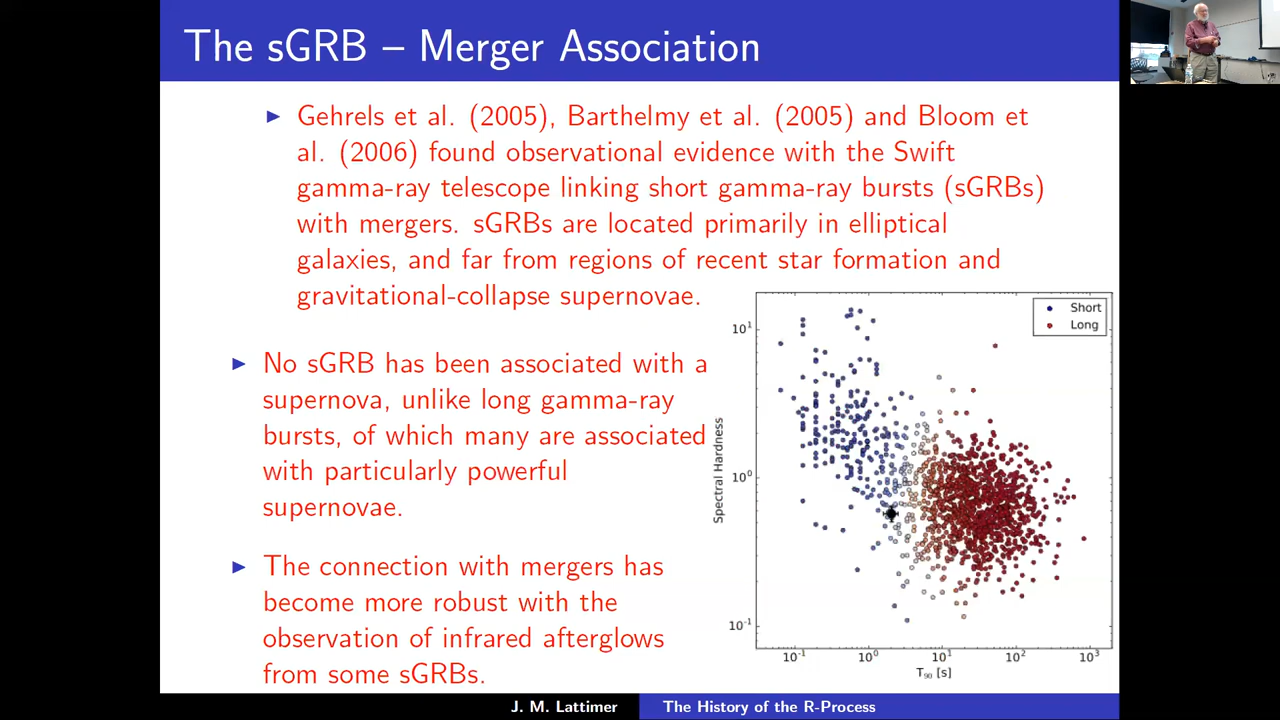 The sGRB – Merger Association
▶ Gehrels et al. (2005), Barthelmy et al. (2005) and Bloom et
al. (2006) found observational evidence with the Swift
gamma-ray telescope linking short gamma-ray bursts (sGRBs)
with mergers. sGRBs are located primarily in elliptical
galaxies, and far from regions of recent star formation and
gravitational-collapse supernovae.
▶ No sGRB has been associated with a
supernova, unlike long gamma-ray
bursts, of which many are associated
with particularly powerful
supernovae.
▶ The connection with mergers has
become more robust with the
observation of infrared afterglows
from some sGRBs.
Short
Long
Spectral Hardness
10¹
10⁰
10⁻¹
10⁻¹ 10⁰ 10¹ 10² 10³
T₉₀ [s]
J. M. Lattimer The History of the R-Process